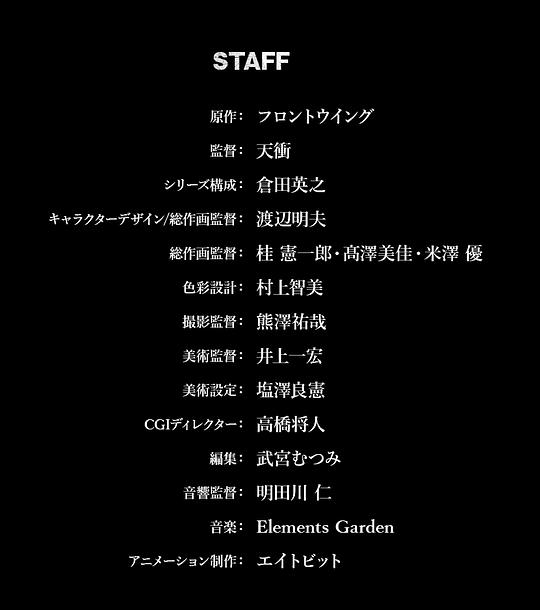 STAFF
原作： フロントウイング
監督： 天衝
シリーズ構成： 倉田英之
キャラクターデザイン/総作画監督： 渡辺明夫
総作画監督： 桂 憲一郎・髙澤美佳・米澤 優
色彩設計： 村上智美
撮影監督： 熊澤祐哉
美術監督： 井上一宏
美術設定： 塩澤良憲
CGIディレクター： 高橋将人
編集： 武宮むつみ
音響監督： 明田川 仁
音楽： Elements Garden
アニメーション制作： エイトビット